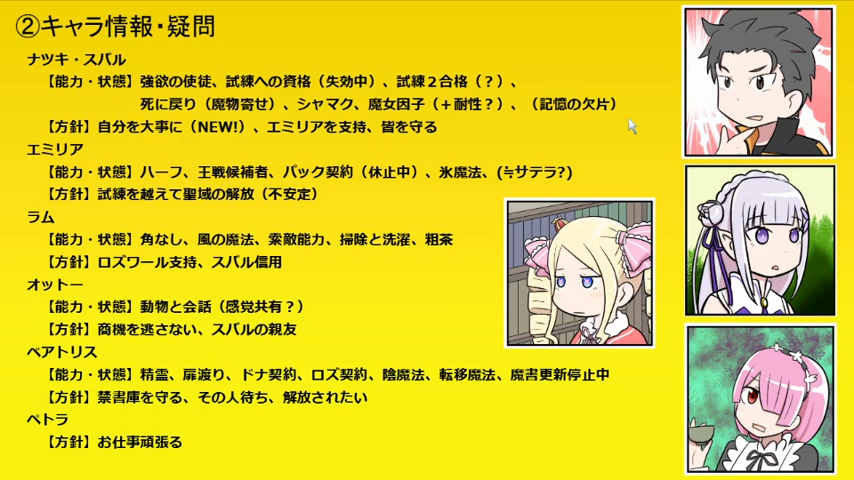 ②キャラ情報・疑問
ナツキ・スバル
【能力・状態】強欲の使徒、試練への資格（失効中）、試練２合格（？）、
死に戻り（魔物寄せ）、シャマク、魔女因子（＋耐性？）、（記憶の欠片）
【方針】自分を大事に（NEW!）、エミリアを支持、皆を守る
エミリア
【能力・状態】ハーフ、王戦候補者、パック契約（休止中）、氷魔法、(≒サテラ?)
【方針】試練を越えて聖域の解放（不安定）
ラム
【能力・状態】角なし、風の魔法、索敵能力、掃除と洗濯、粗茶
【方針】ロズワール支持、スバル信用
オットー
【能力・状態】動物と会話（感覚共有？）
【方針】商機を逃さない、スバルの親友
ベアトリス
【能力・状態】精霊、扉渡り、ドナ契約、ロズ契約、陰魔法、転移魔法、魔書更新停止中
【方針】禁書庫を守る、その人待ち、解放されたい
ペトラ
【方針】お仕事頑張る